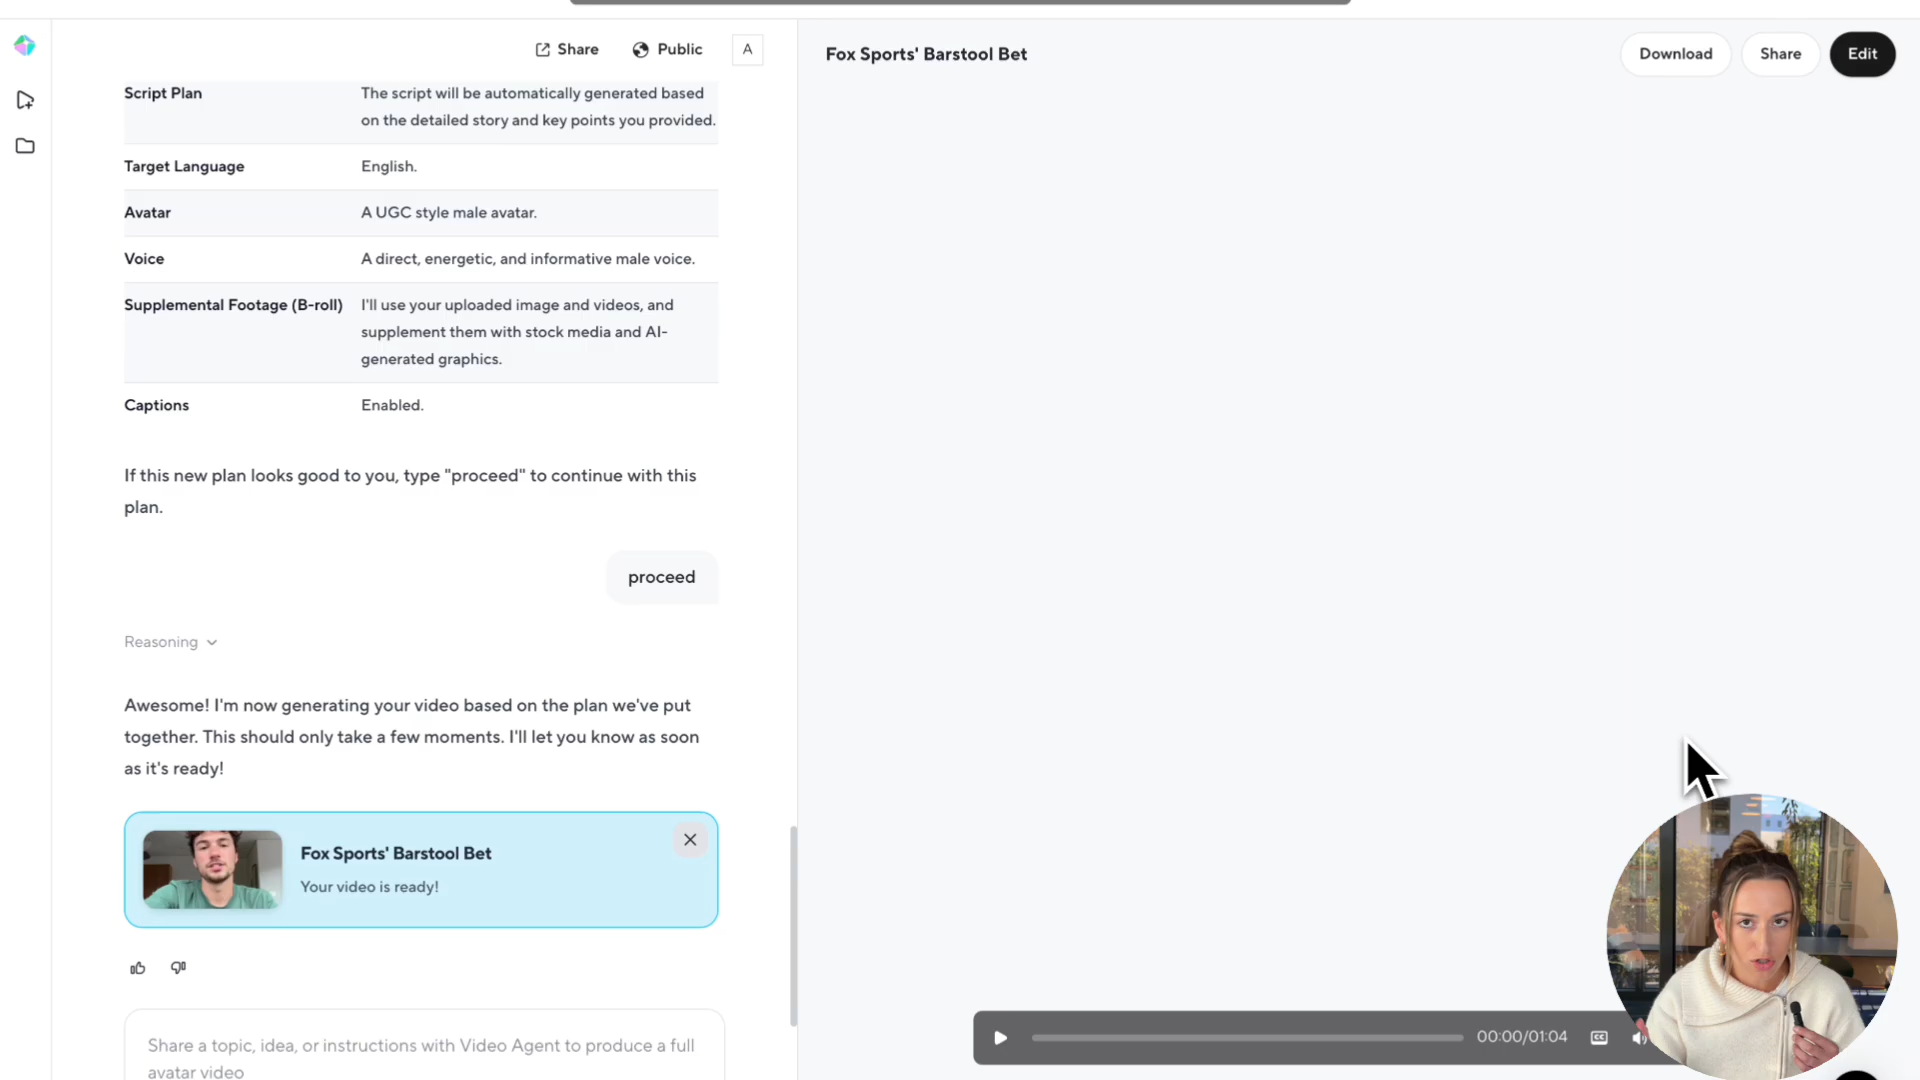 Share
Public
A
Script Plan
The script will be automatically generated based
on the detailed story and key points you provided.
Target Language
English.
Avatar
A UGC style male avatar.
Voice
A direct, energetic, and informative male voice.
Supplemental Footage (B-roll)
I'll use your uploaded image and videos, and
supplement them with stock media and AI-
generated graphics.
Captions
Enabled.
If this new plan looks good to you, type "proceed" to continue with this
plan.
proceed
Reasoning
Awesome! I'm now generating your video based on the plan we've put
together. This should only take a few moments. I'll let you know as soon
as it's ready!
Fox Sports' Barstool Bet
Your video is ready!
Share a topic, idea, or instructions with Video Agent to produce a full
avatar video
Fox Sports' Barstool Bet
Download
Share
Edit
00:00/01:04
CC